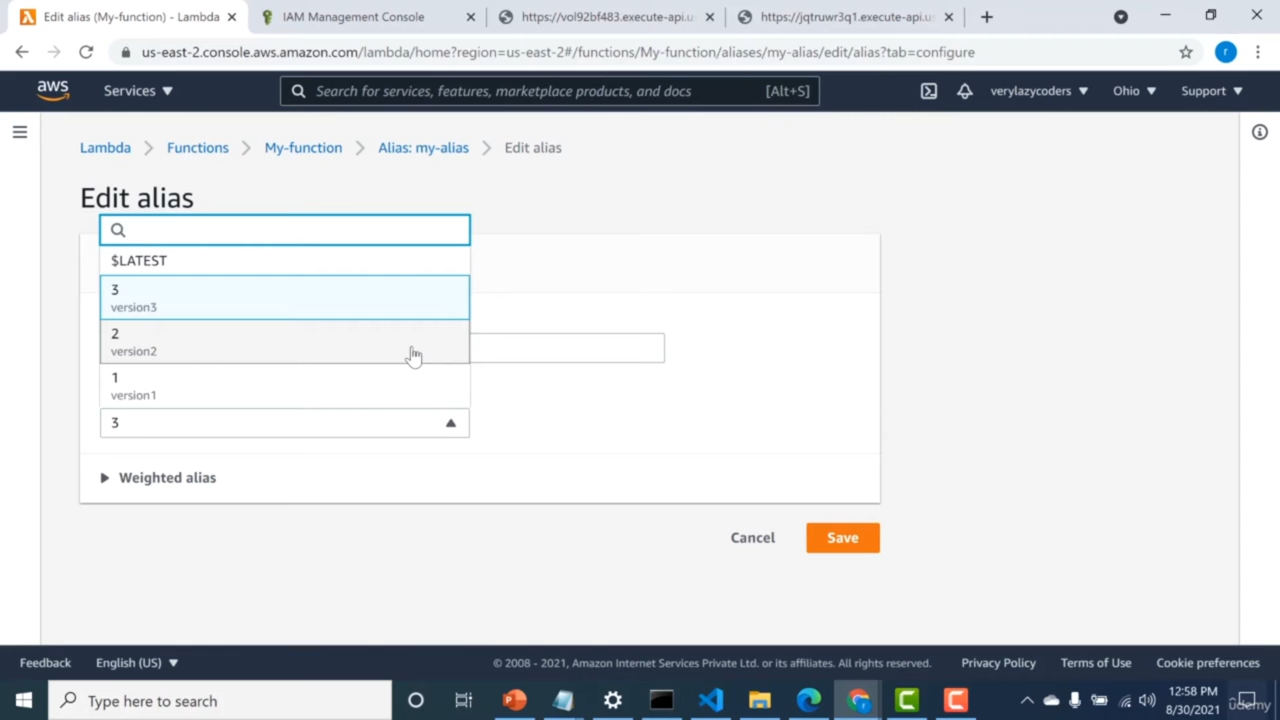 Edit alias (My-function) - Lambda
IAM Management Console
https://vol92bf483.execute-api.u
https://jqtruwr3q1.execute-api.u
us-east-2.console.aws.amazon.com/lambda/home?region=us-east-2#/functions/My-function/aliases/my-alias/edit/alias?tab=configure
r
aws
Services
Search for services, features, marketplace products, and docs
[Alt+S]
verylazycoders
Ohio
Support
Lambda
Functions
My-function
Alias: my-alias
Edit alias
Edit alias
$LATEST
3
version3
2
version2
1
version1
3
Weighted alias
Cancel
Save
Feedback
English (US)
© 2008 - 2021, Amazon Internet Services Private Ltd. or its affiliates. All rights reserved.
Privacy Policy
Terms of Use
Cookie preferences
Type here to search
12:58 PM
8/30/2021
udemy